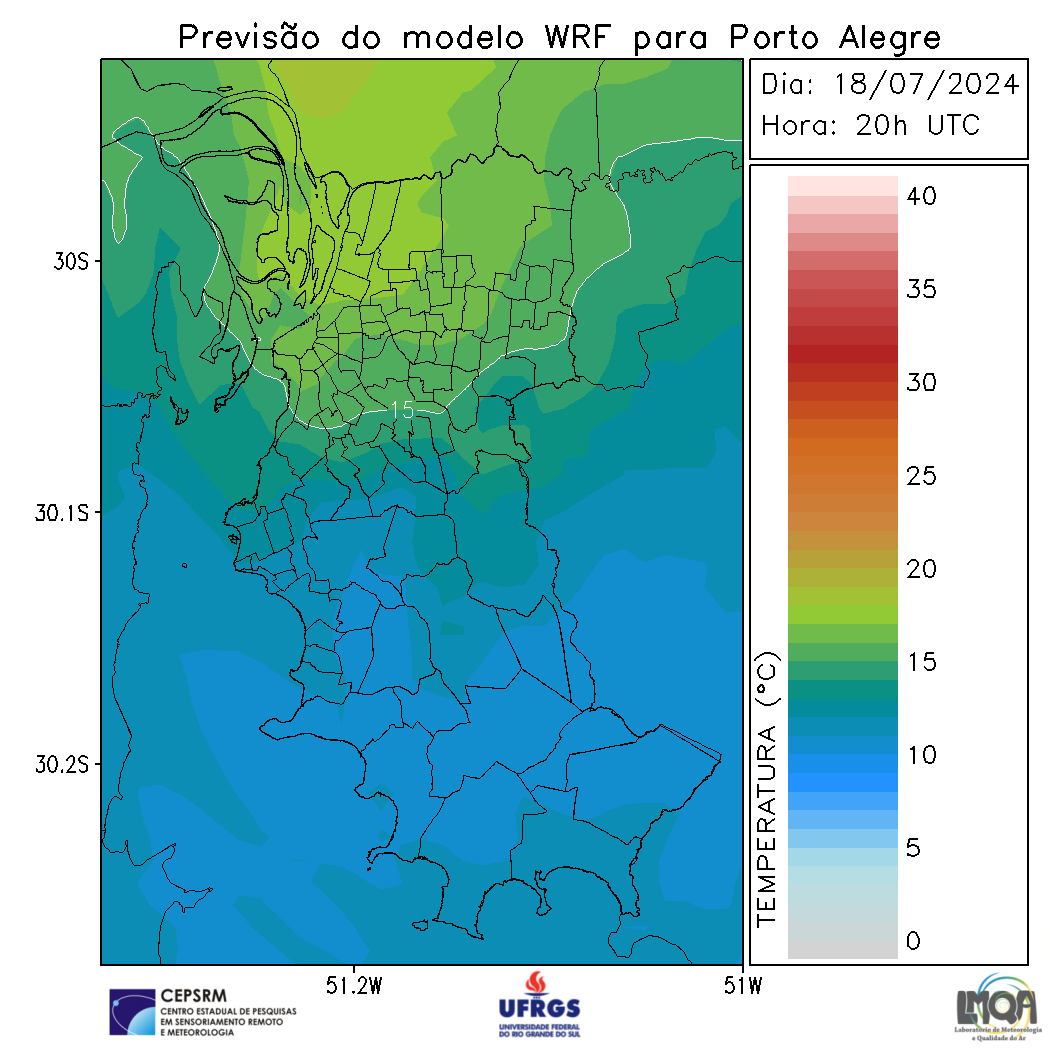 Previsão do modelo WRF para Porto Alegre
Dia: 18/07/2024
Hora: 20h UTC
30S
30.1S
30.2S
51.2W
51W
15
TEMPERATURA (°C)
40
35
30
25
20
15
10
5
0
CEPSRM
CENTRO ESTADUAL DE PESQUISAS
EM SENSORIAMENTO REMOTO
E METEOROLOGIA
UFRGS
UNIVERSIDADE FEDERAL
DO RIO GRANDE DO SUL
LMQA
Laboratório de Meteorologia
e Qualidade do Ar